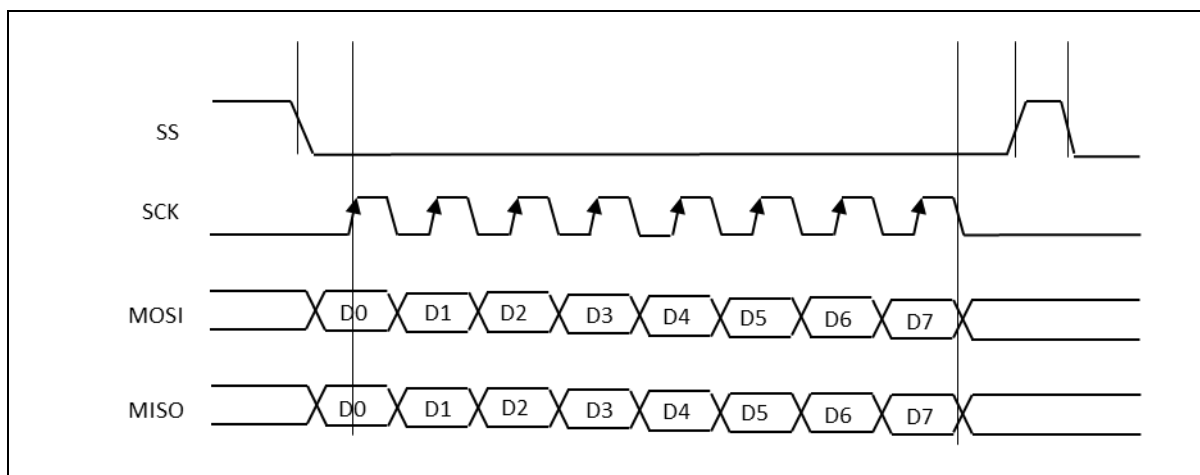 SS
SCK
MOSI D0 D1 D2 D3 D4 D5 D6 D7
MISO D0 D1 D2 D3 D4 D5 D6 D7